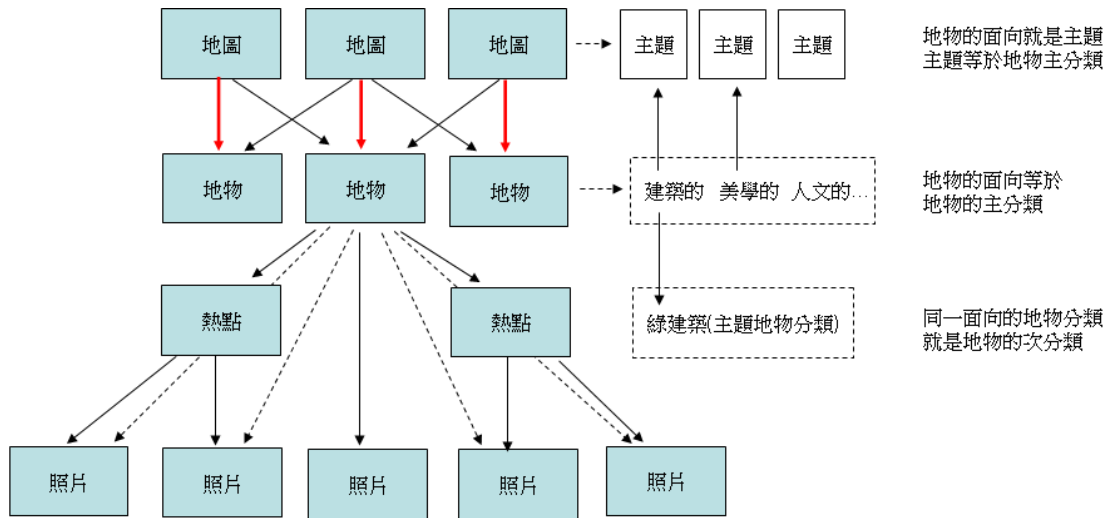 地圖
地圖
地圖
主題
主題
主題
地物的面向就是主題
主題等於地物主分類
地物
地物
地物
建築的 美學的 人文的...
地物的面向等於
地物的主分類
熱點
熱點
綠建築(主題地物分類)
同一面向的地物分類
就是地物的次分類
照片
照片
照片
照片
照片